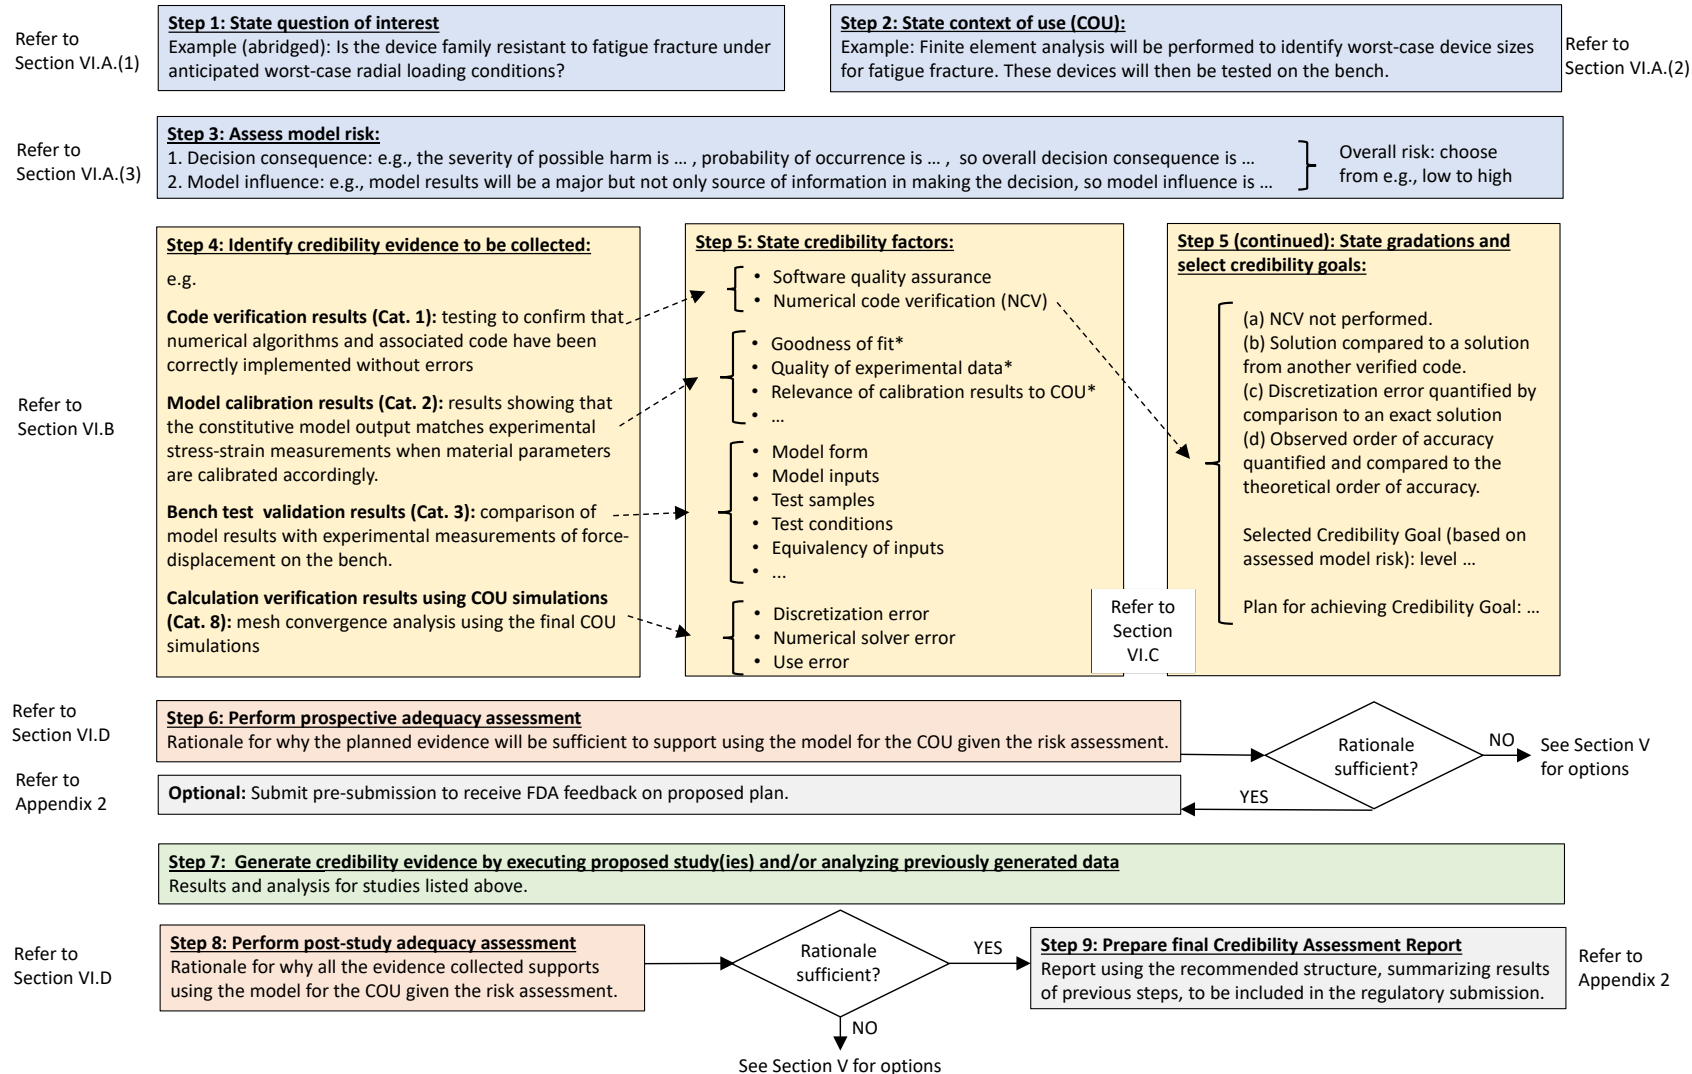 Refer to
Section VI.A.(1)
Step 1: State question of interest
Example (abridged): Is the device family resistant to fatigue fracture under
anticipated worst-case radial loading conditions?
Step 2: State context of use (COU):
Example: Finite element analysis will be performed to identify worst-case device sizes
for fatigue fracture. These devices will then be tested on the bench.
Refer to
Section VI.A.(2)
Refer to
Section VI.A.(3)
Step 3: Assess model risk:
1. Decision consequence: e.g., the severity of possible harm is … , probability of occurrence is … , so overall decision consequence is …
2. Model influence: e.g., model results will be a major but not only source of information in making the decision, so model influence is …
Overall risk: choose
from e.g., low to high
Refer to
Section VI.B
Step 4: Identify credibility evidence to be collected:
e.g.
Code verification results (Cat. 1): testing to confirm that
numerical algorithms and associated code have been
correctly implemented without errors
Model calibration results (Cat. 2): results showing that
the constitutive model output matches experimental
stress-strain measurements when material parameters
are calibrated accordingly.
Bench test validation results (Cat. 3): comparison of
model results with experimental measurements of force-
displacement on the bench.
Calculation verification results using COU simulations
(Cat. 8): mesh convergence analysis using the final COU
simulations
Step 5: State credibility factors:
• Software quality assurance
• Numerical code verification (NCV)
• Goodness of fit*
• Quality of experimental data*
• Relevance of calibration results to COU*
• …
• Model form
• Model inputs
• Test samples
• Test conditions
• Equivalency of inputs
• ...
• Discretization error
• Numerical solver error
• Use error
Refer to
Section
VI.C
Step 5 (continued): State gradations and
select credibility goals:
(a) NCV not performed.
(b) Solution compared to a solution
from another verified code.
(c) Discretization error quantified by
comparison to an exact solution
(d) Observed order of accuracy
quantified and compared to the
theoretical order of accuracy.
Selected Credibility Goal (based on
assessed model risk): level …
Plan for achieving Credibility Goal: …
Refer to
Section VI.D
Step 6: Perform prospective adequacy assessment
Rationale for why the planned evidence will be sufficient to support using the model for the COU given the risk assessment.
Rationale
sufficient?
NO
See Section V
for options
YES
Refer to
Appendix 2
Optional: Submit pre-submission to receive FDA feedback on proposed plan.
Step 7: Generate credibility evidence by executing proposed study(ies) and/or analyzing previously generated data
Results and analysis for studies listed above.
Refer to
Section VI.D
Step 8: Perform post-study adequacy assessment
Rationale for why all the evidence collected supports
using the model for the COU given the risk assessment.
Rationale
sufficient?
YES
NO
See Section V for options
Step 9: Prepare final Credibility Assessment Report
Report using the recommended structure, summarizing results
of previous steps, to be included in the regulatory submission.
Refer to
Appendix 2